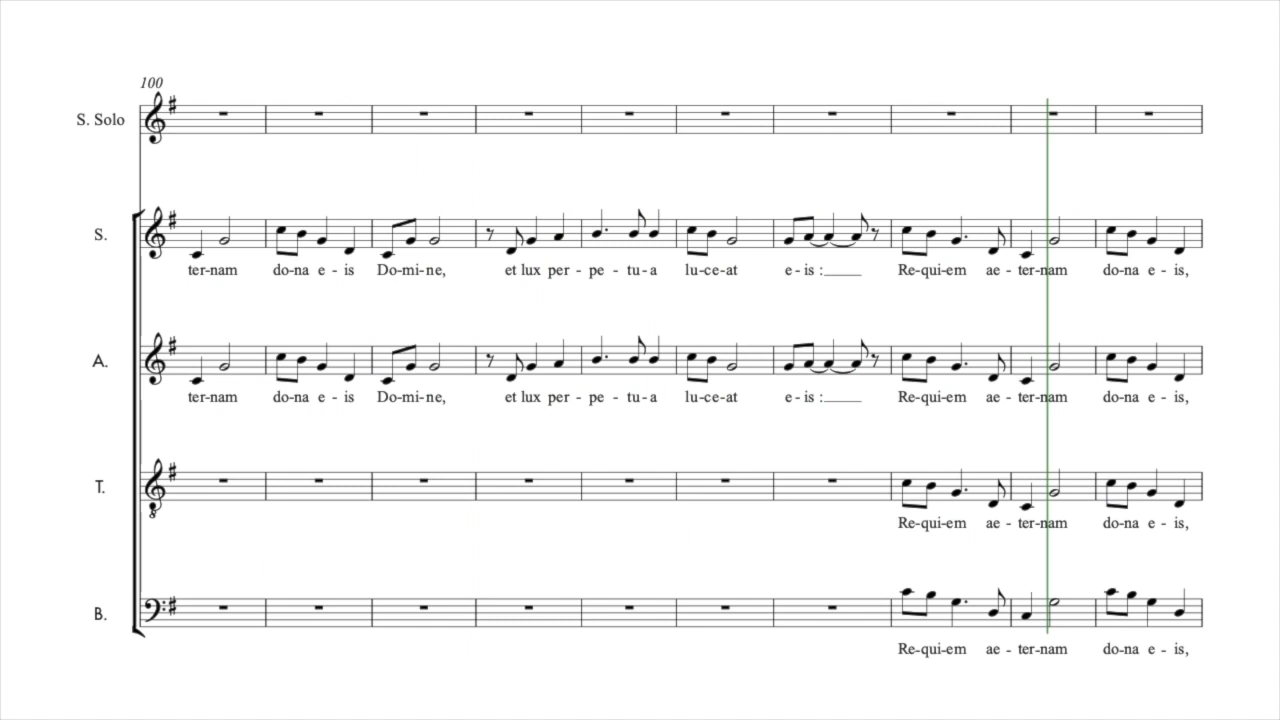 100
S. Solo
S.
ter-nam do-na e - is Do-mi-ne, et lux per - pe - tu-a lu-ce-at e - is : Re-qui-em ae - ter-nam do-na e - is,
A.
ter-nam do-na e - is Do-mi-ne, et lux per - pe - tu-a lu-ce-at e - is : Re-qui-em ae - ter-nam do-na e - is,
T.
8
Re-qui-em ae - ter-nam do-na e - is,
B.
Re-qui-em ae - ter-nam do-na e - is,